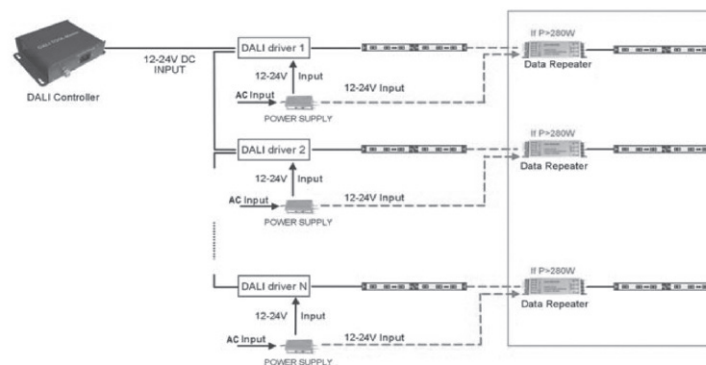 If P>280W
DALI driver 1
12-24V DC
INPUT
Data Repeater
DALI Controller
12-24V Input
12-24V Input
AC Input
POWER SUPPLY
If P>280W
DALI driver 2
Data Repeater
12-24V Input
12-24V Input
AC Input
POWER SUPPLY
If P>280W
DALI driver N
Data Repeater
12-24V Input
12-24V Input
AC Input
POWER SUPPLY